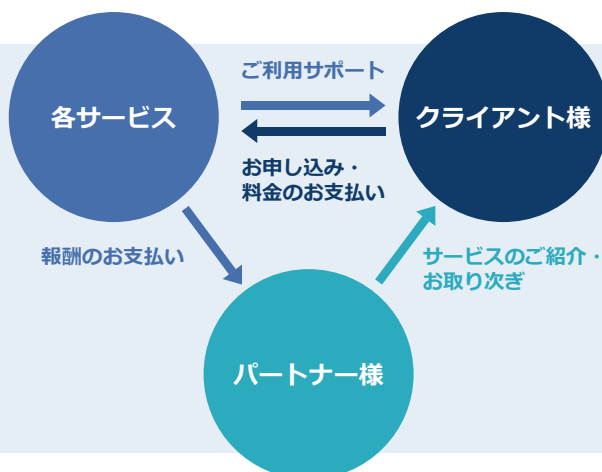 ご利用サポート
各サービス
クライアント様
お申し込み・
料金のお支払い
報酬のお支払い
サービスのご紹介・
お取り次ぎ
パートナー様